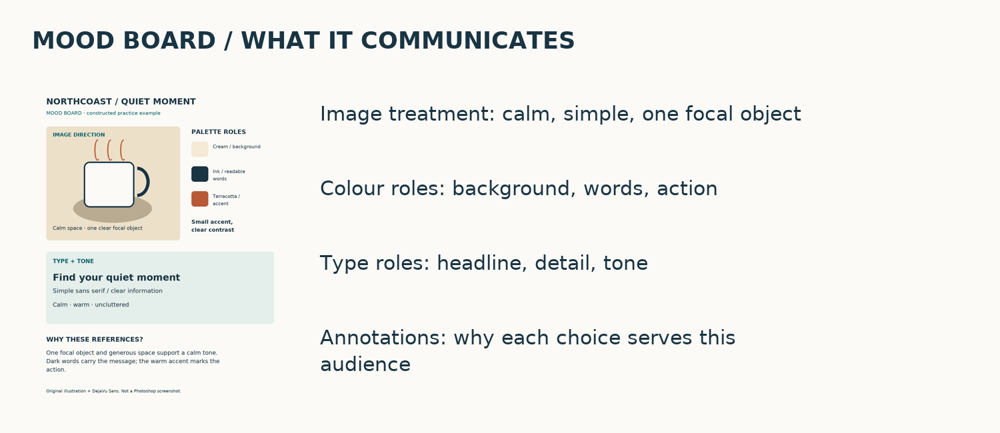 MOOD BOARD / WHAT IT COMMUNICATES
NORTHCOAST / QUIET MOMENT
MOOD BOARD · constructed practice example
IMAGE DIRECTION
Calm space · one clear focal object
PALETTE ROLES
Cream / background
Ink / readable
words
Terracotta /
accent
Small accent,
clear contrast
TYPE + TONE
Find your quiet moment
Simple sans serif / clear information
Calm · warm · uncluttered
WHY THESE REFERENCES?
One focal object and generous space support a calm tone.
Dark words carry the message; the warm accent marks the
action.
Original illustration + DejaVu Sans. Not a Photoshop screenshot.
Image treatment: calm, simple, one focal object
Colour roles: background, words, action
Type roles: headline, detail, tone
Annotations: why each choice serves this
audience